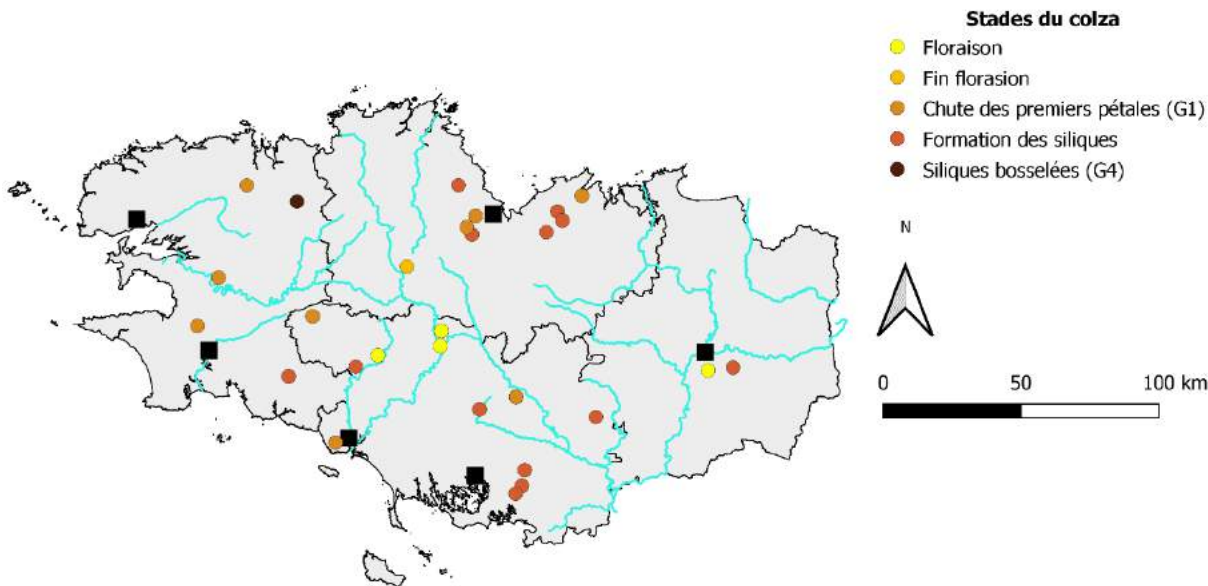 Stades du colza
Floraison
Fin florasion
Chute des premiers pétales (G1)
Formation des siliques
Siliques bosselées (G4)
N
0 50 100 km